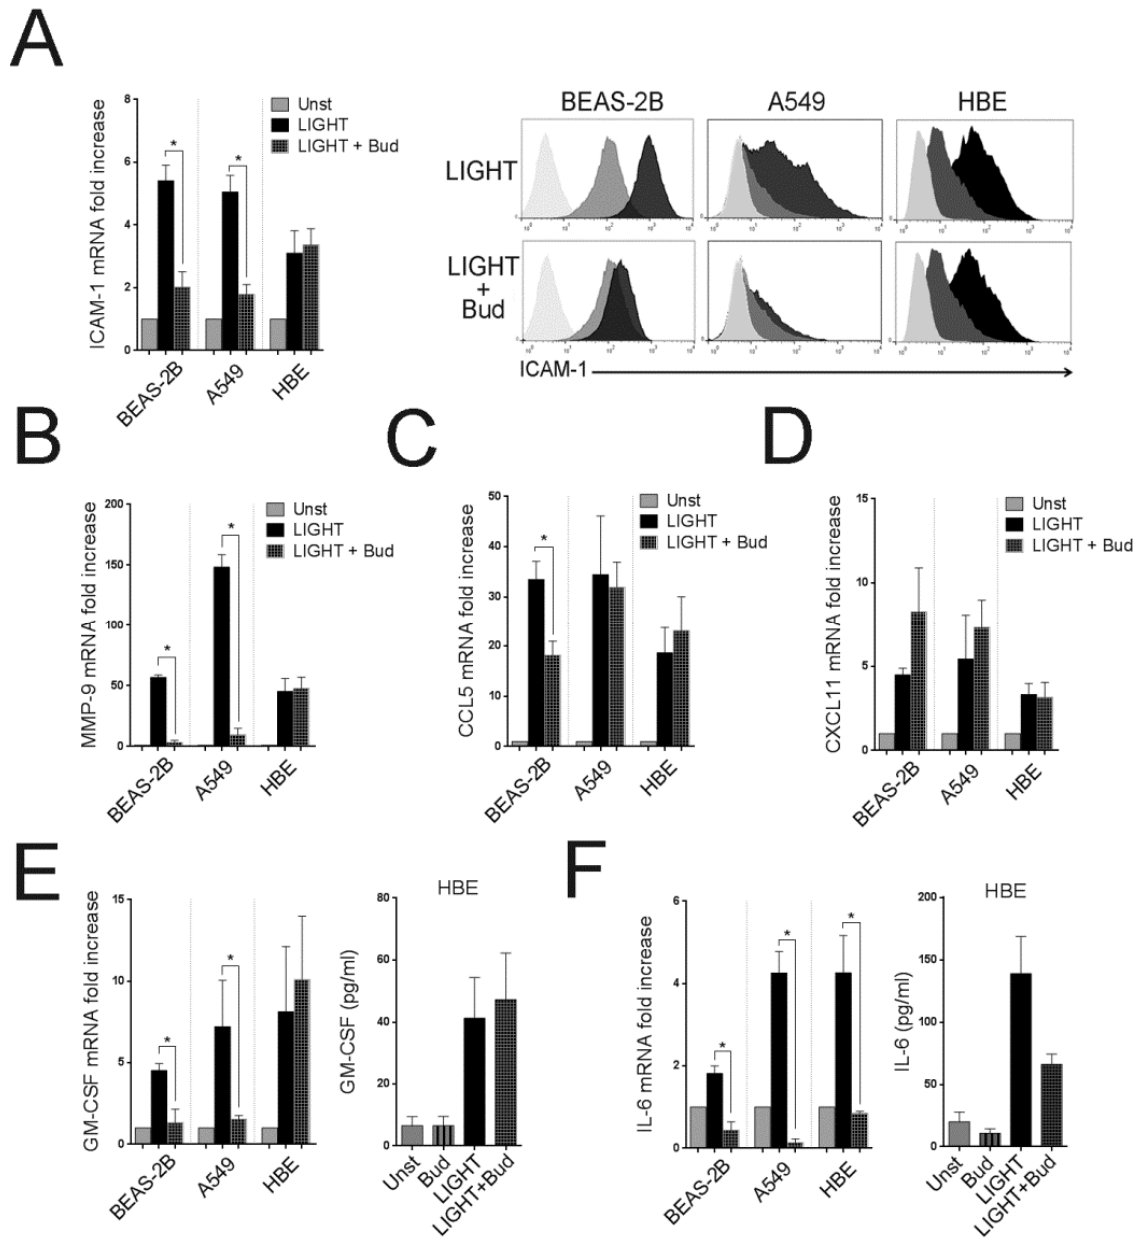 A
ICAM-1 mRNA fold increase
8
6
4
2
0
Unst
LIGHT
LIGHT + Bud
*
*
BEAS-2B
A549
HBE
BEAS-2B
A549
HBE
LIGHT
LIGHT
+
Bud
ICAM-1
B
MMP-9 mRNA fold increase
200
150
100
50
0
Unst
LIGHT
LIGHT + Bud
*
*
BEAS-2B
A549
HBE
C
CCL5 mRNA fold increase
50
40
30
20
10
0
Unst
LIGHT
LIGHT + Bud
*
BEAS-2B
A549
HBE
D
CXCL11 mRNA fold increase
15
10
5
0
Unst
LIGHT
LIGHT + Bud
BEAS-2B
A549
HBE
E
GM-CSF mRNA fold increase
15
10
5
0
*
*
BEAS-2B
A549
HBE
HBE
GM-CSF (pg/ml)
80
60
40
20
0
Unst
Bud
LIGHT
LIGHT+Bud
F
IL-6 mRNA fold increase
6
4
2
0
*
*
*
BEAS-2B
A549
HBE
HBE
IL-6 (pg/ml)
200
150
100
50
0
Unst
Bud
LIGHT
LIGHT+Bud